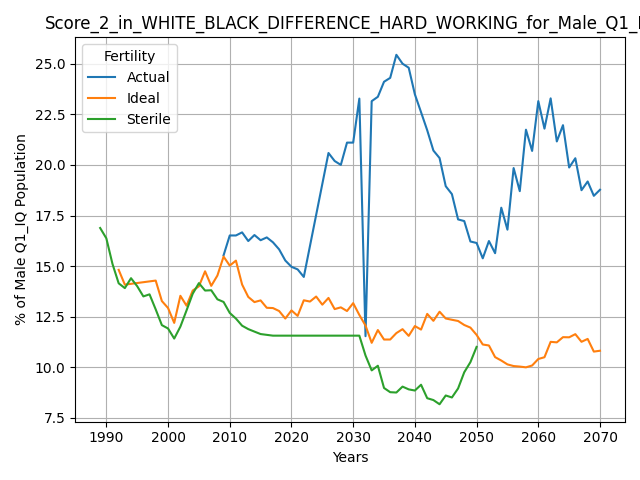 Score_2_in_WHITE_BLACK_DIFFERENCE_HARD_WORKING_for_Male_Q1_I
Fertility
Actual
Ideal
Sterile
% of Male Q1_IQ Population
25.0
22.5
20.0
17.5
15.0
12.5
10.0
7.5
1990 2000 2010 2020 2030 2040 2050 2060 2070
Years